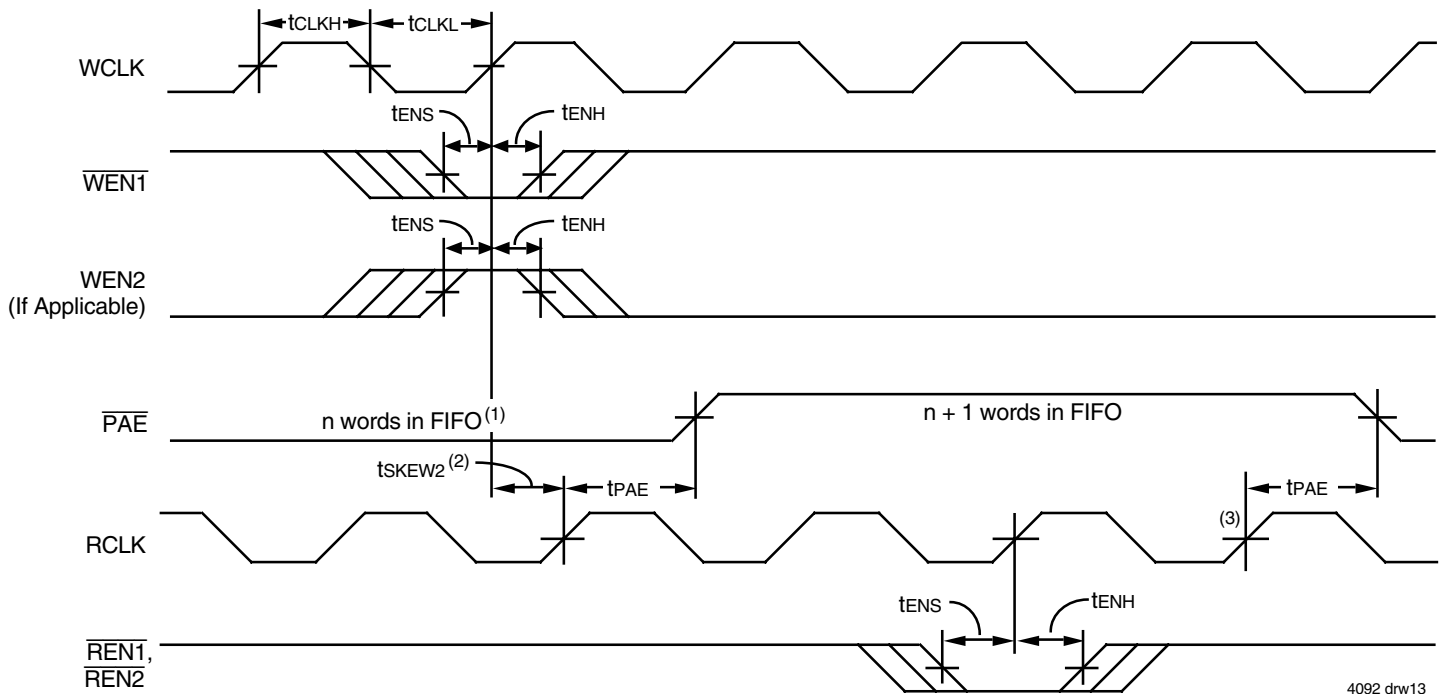 tCLKH
tCLKL
WCLK
tENS
tENH
WEN1
tENS
tENH
WEN2
(If Applicable)
PAE
n words in FIFO(1)
n + 1 words in FIFO
tSKEW2(2)
tPAE
tPAE
RCLK
(3)
tENS
tENH
REN1,
REN2
4092 drw13